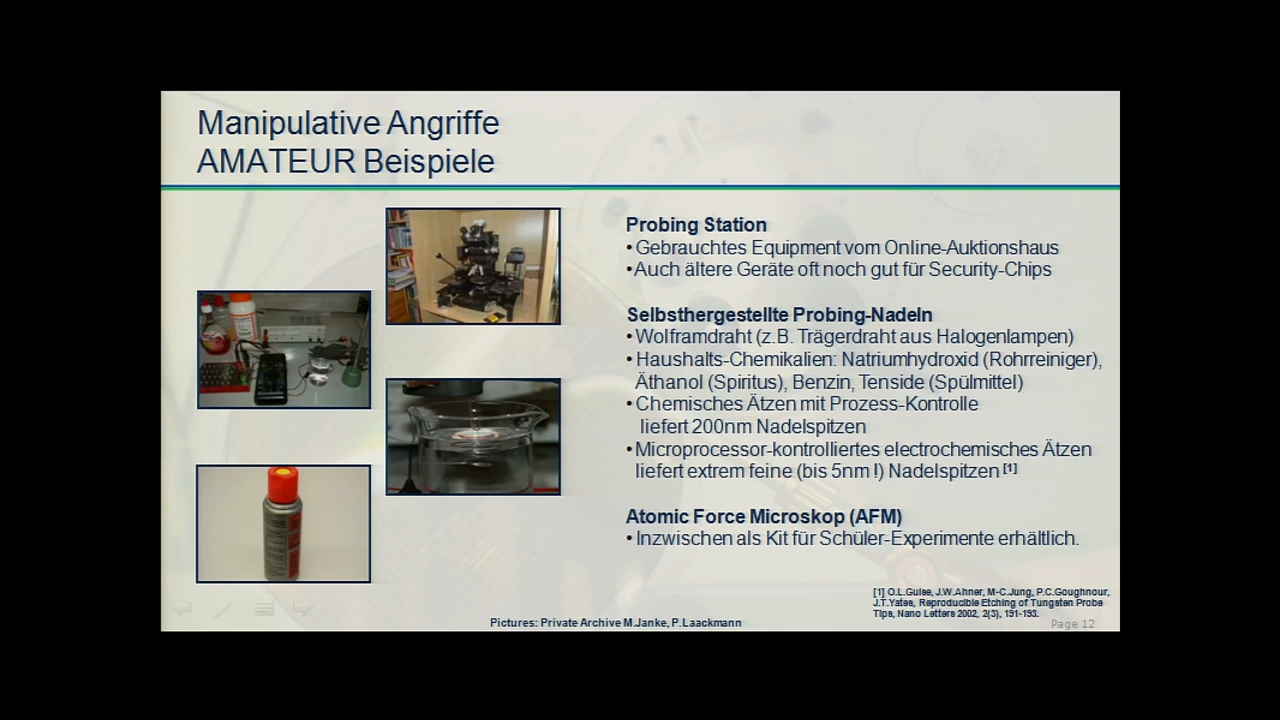 Manipulative Angriffe
AMATEUR Beispiele
Probing Station
• Gebrauchtes Equipment vom Online-Auktionshaus
• Auch ältere Geräte oft noch gut für Security-Chips
Selbsthergestellte Probing-Nadeln
• Wolframdraht (z.B. Trägerdraht aus Halogenlampen)
• Haushalts-Chemikalien: Natriumhydroxid (Rohrreiniger),
Äthanol (Spiritus), Benzin, Tenside (Spülmittel)
• Chemisches Ätzen mit Prozess-Kontrolle
liefert 200nm Nadelspitzen
• Microprocessor-kontrolliertes electrochemisches Ätzen
liefert extrem feine (bis 5nm !) Nadelspitzen [1]
Atomic Force Microskop (AFM)
• Inzwischen als Kit für Schüler-Experimente erhältlich.
[1] O.L.Guise, J.W.Ahner, M-C.Jung, P.C.Goughnour,
J.T.Yates, Reproducible Etching of Tungsten Probe
Tips, Nano Letters 2002, 2(3), 191-193.
Pictures: Private Archive M.Janke, P.Laackmann
Page 12